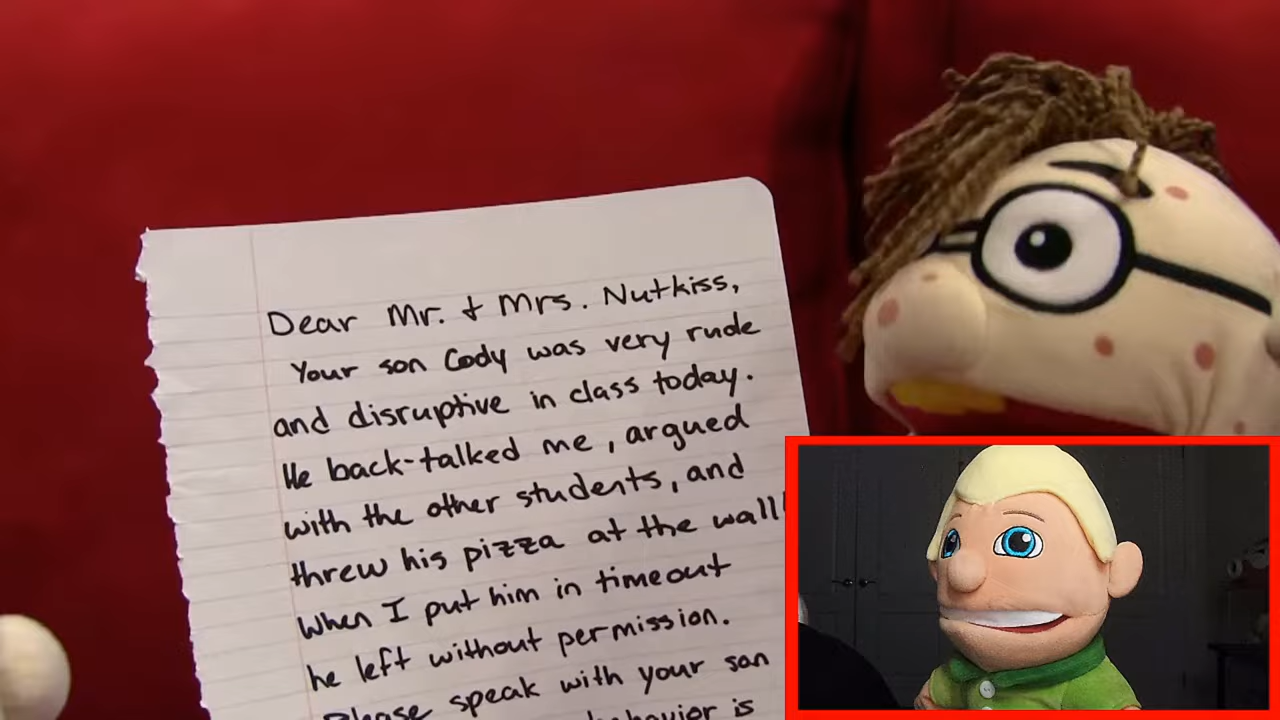 Dear Mr. & Mrs. Nutkiss,
Your son Cody was very rude
and disruptive in class today.
He back-talked me, argued
with the other students, and
threw his pizza at the wall!
When I put him in timeout
he left without permission.
Please speak with your son
behavior is